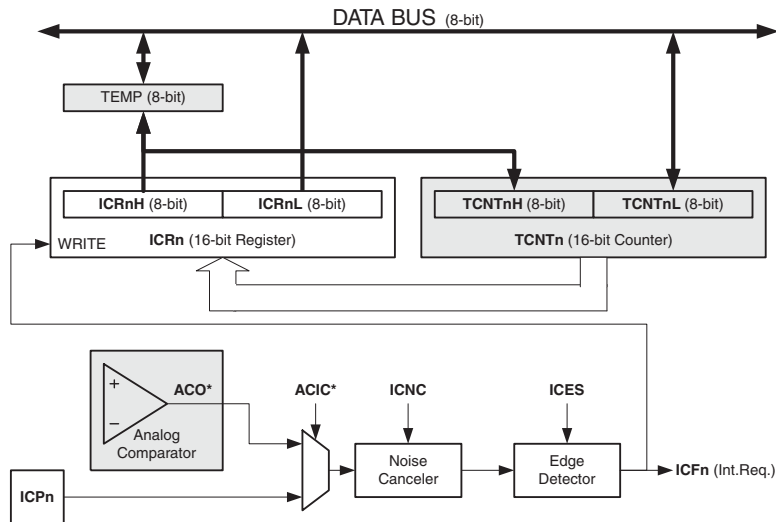 DATA BUS (8-bit)
TEMP (8-bit)
ICRnH (8-bit) ICRnL (8-bit) TCNTnH (8-bit) TCNTnL (8-bit)
WRITE ICRn (16-bit Register) TCNTn (16-bit Counter)
+ ACO* ACIC* ICNC ICES
−
Analog
Comparator
Noise
Canceler
Edge
Detector
ICFn (Int.Req.)
ICPn